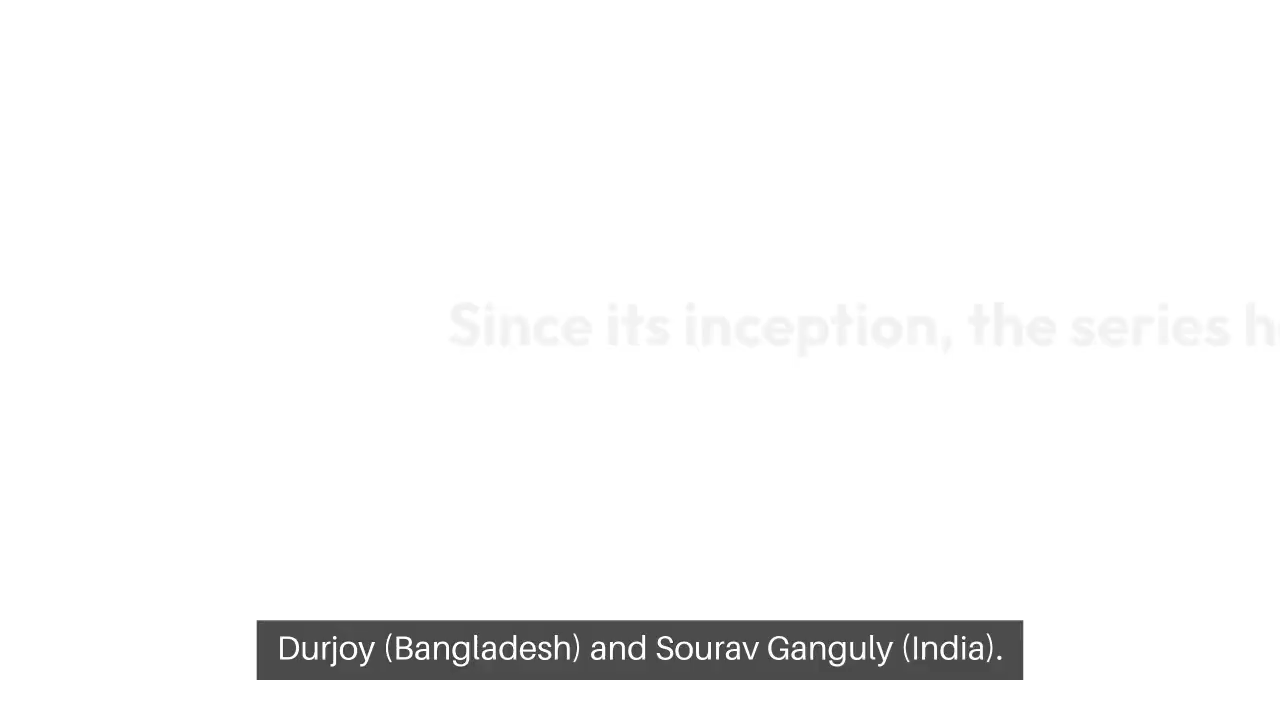 Since its inception, the series h
Durjoy (Bangladesh) and Sourav Ganguly (India).